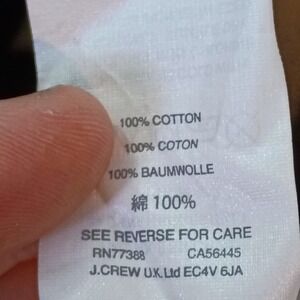 100% COTTON
100% COTON
100% BAUMWOLLE
綿 100%
SEE REVERSE FOR CARE
RN77388 CA56445
J.CREW U.K. Ltd EC4V 6JA